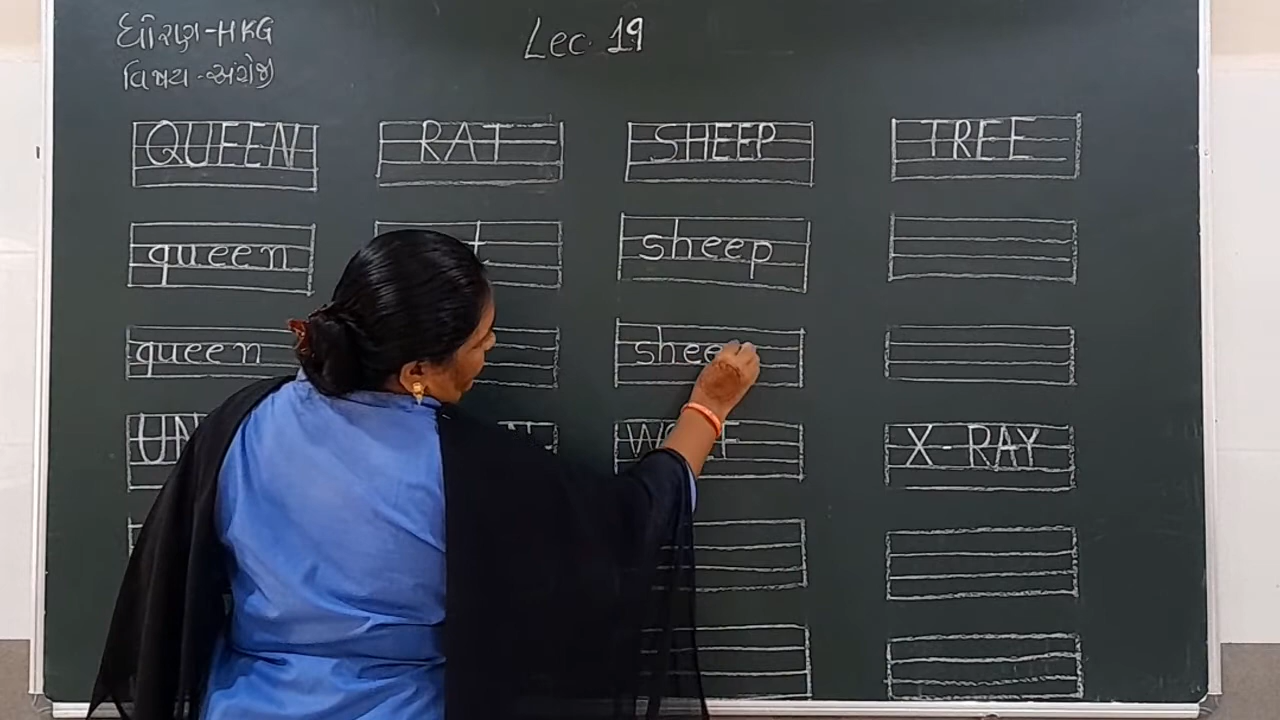 ધોરણ-HKG
વિષય-અંગ્રેજી
Lec. 19
QUEEN RAT SHEEP TREE
queen sheep
queen shee
X-RAY